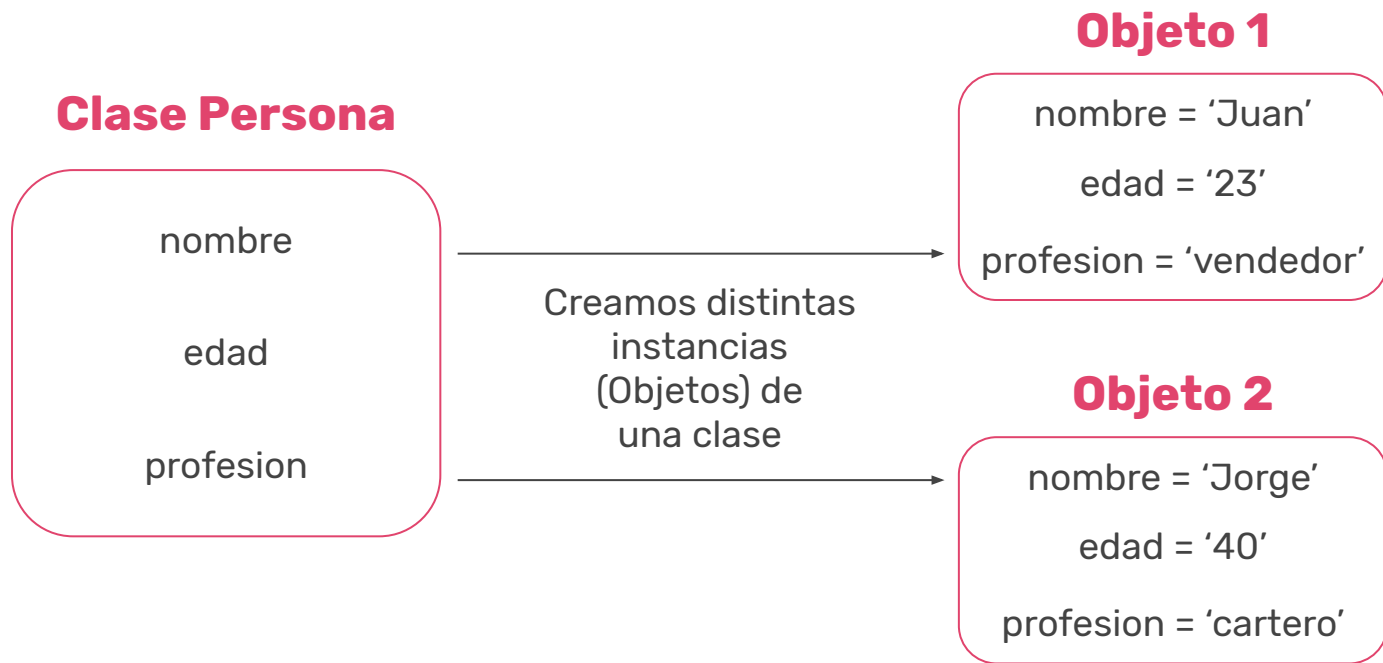 Clase Persona
nombre
edad
profesion
Creamos distintas
instancias
(Objetos) de
una clase
Objeto 1
nombre = ‘Juan’
edad = ‘23’
profesion = ‘vendedor’
Objeto 2
nombre = ‘Jorge’
edad = ‘40’
profesion = ‘cartero’